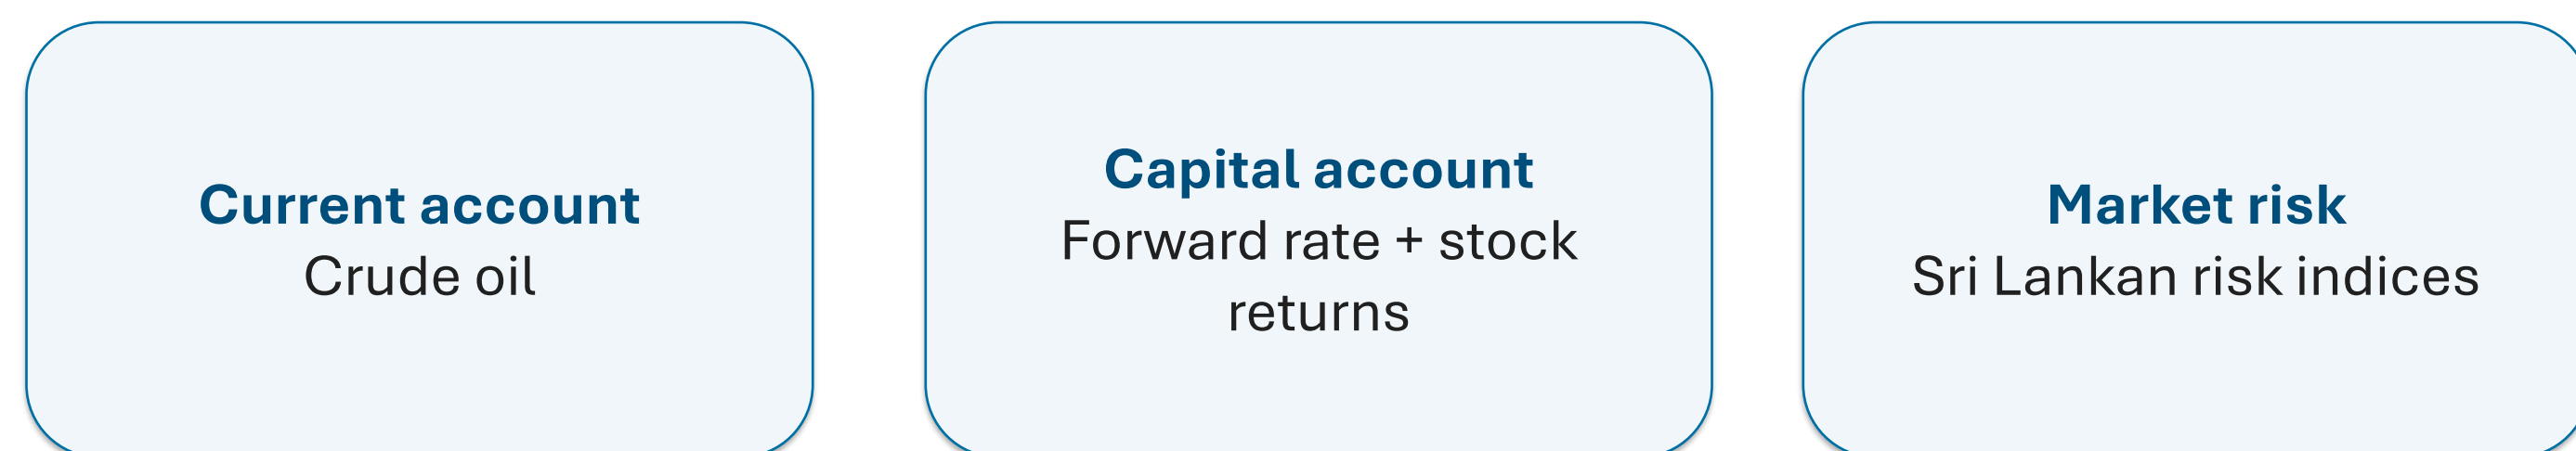 Current account
Crude oil
Capital account
Forward rate + stock
returns
Market risk
Sri Lankan risk indices